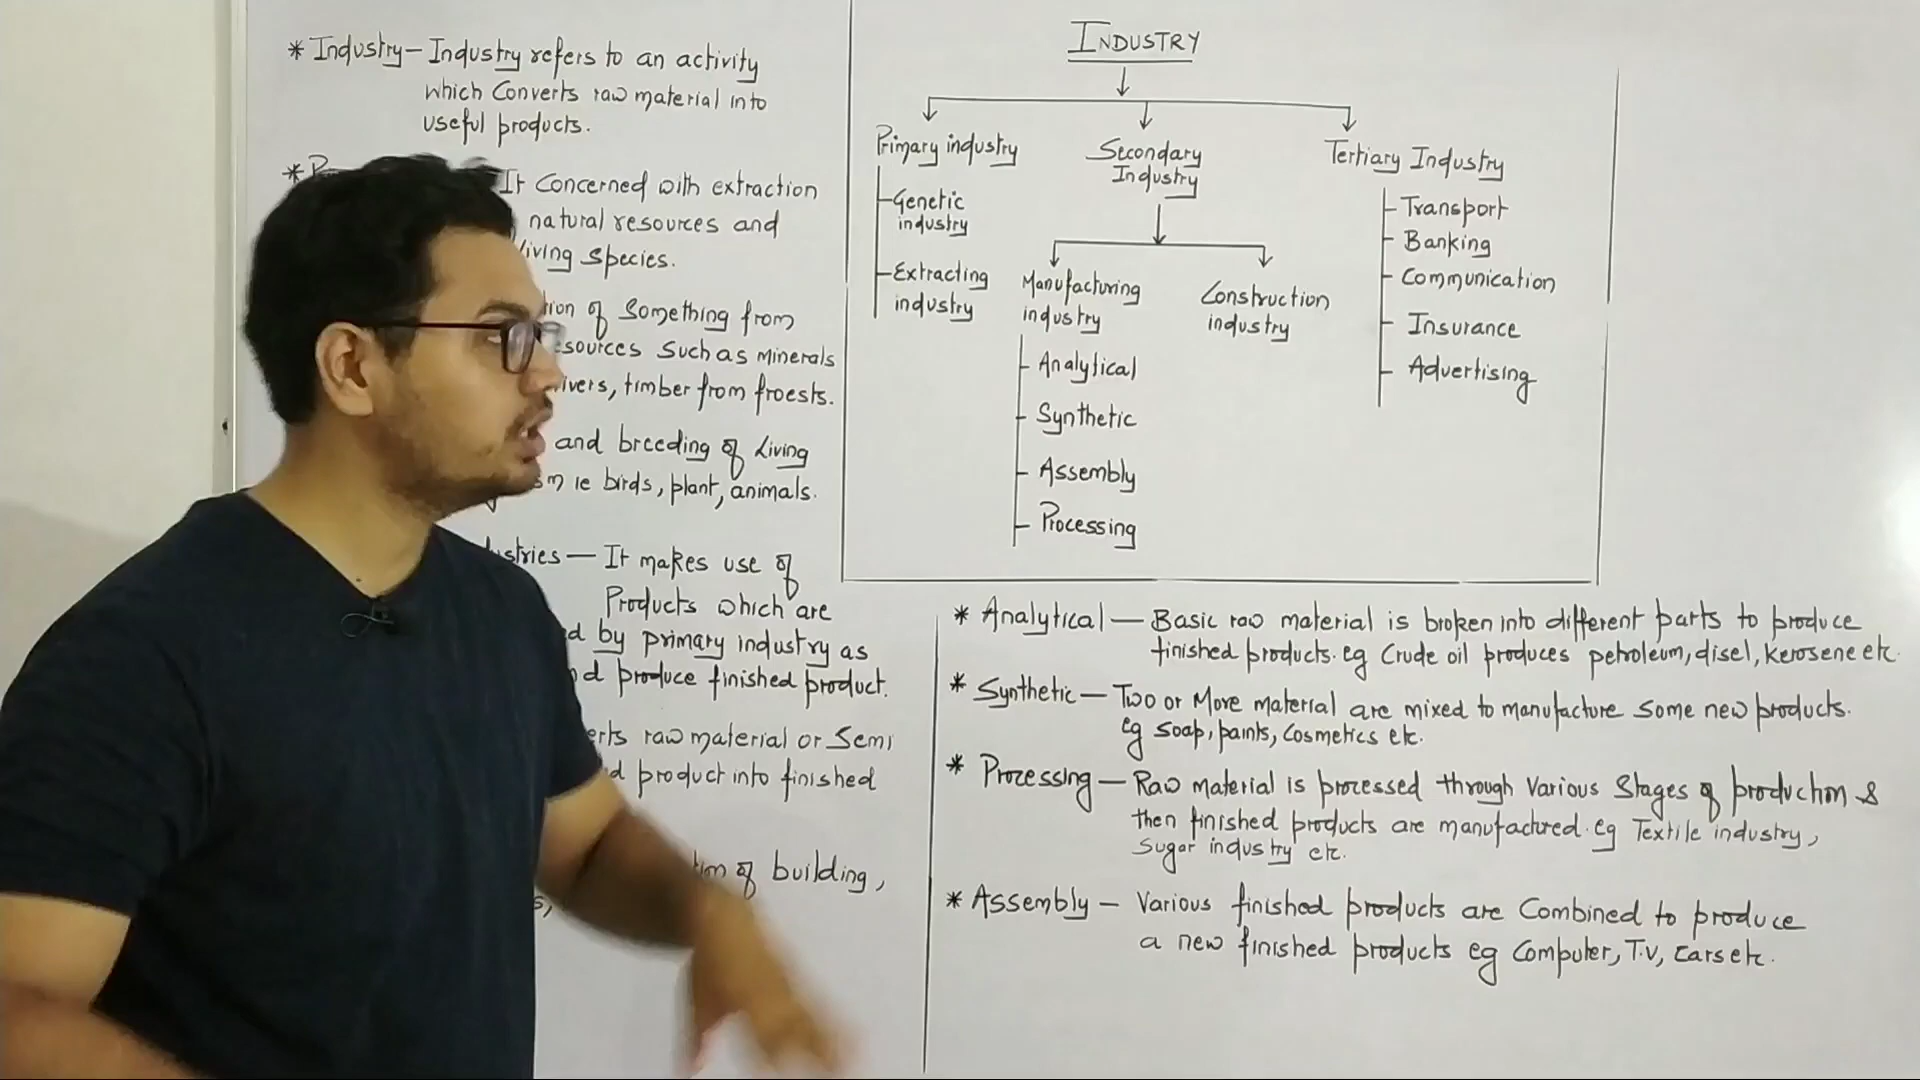 * Industry – Industry refers to an activity
which Converts raw material into
useful products.
It Concerned with extraction
natural resources and
living species.
of Something from
Such as minerals
timber from froests.
and breeding of Living
ie birds, plant, animals.
– It makes use of
Products which are
by primary industry as
produce finished product.
raw material or Semi
product into finished
of building,
INDUSTRY
Primary industry
Genetic
industry
Extracting
industry
Secondary
Industry
Manufacturing
industry
Analytical
Synthetic
Assembly
Processing
Construction
industry
Tertiary Industry
Transport
Banking
Communication
Insurance
Advertising
* Analytical – Basic raw material is broken into different parts to produce
finished products. eg Crude oil produces petroleum, disel, kerosene etc.
* Synthetic – Two or More material are mixed to manufacture some new products.
eg soap, paints, Cosmetics etc.
* Processing – Raw material is processed through various stages of production &
then finished products are manufactured. eg Textile industry,
Sugar industry etc.
* Assembly – Various finished products are Combined to produce
a new finished products eg Computer, T.V, Cars etc.